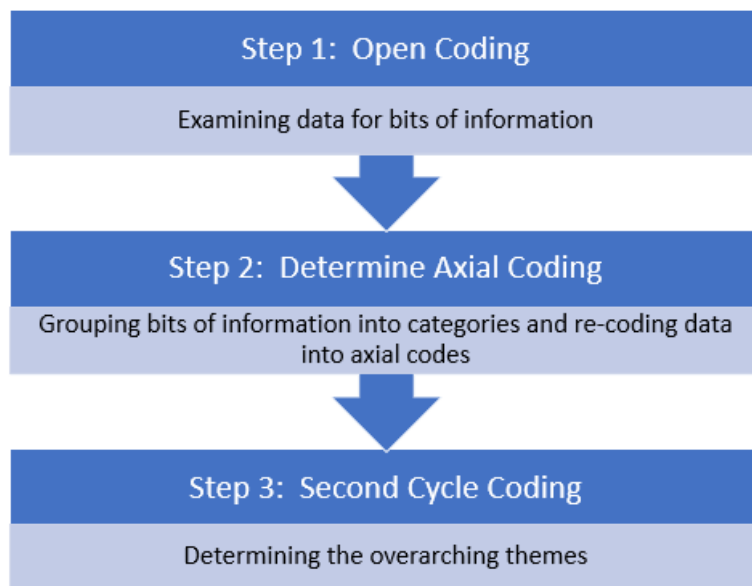 Step 1:  Open Coding
Examining data for bits of information
Step 2:  Determine Axial Coding
Grouping bits of information into categories and re-coding data
into axial codes
Step 3:  Second Cycle Coding
Determining the overarching themes